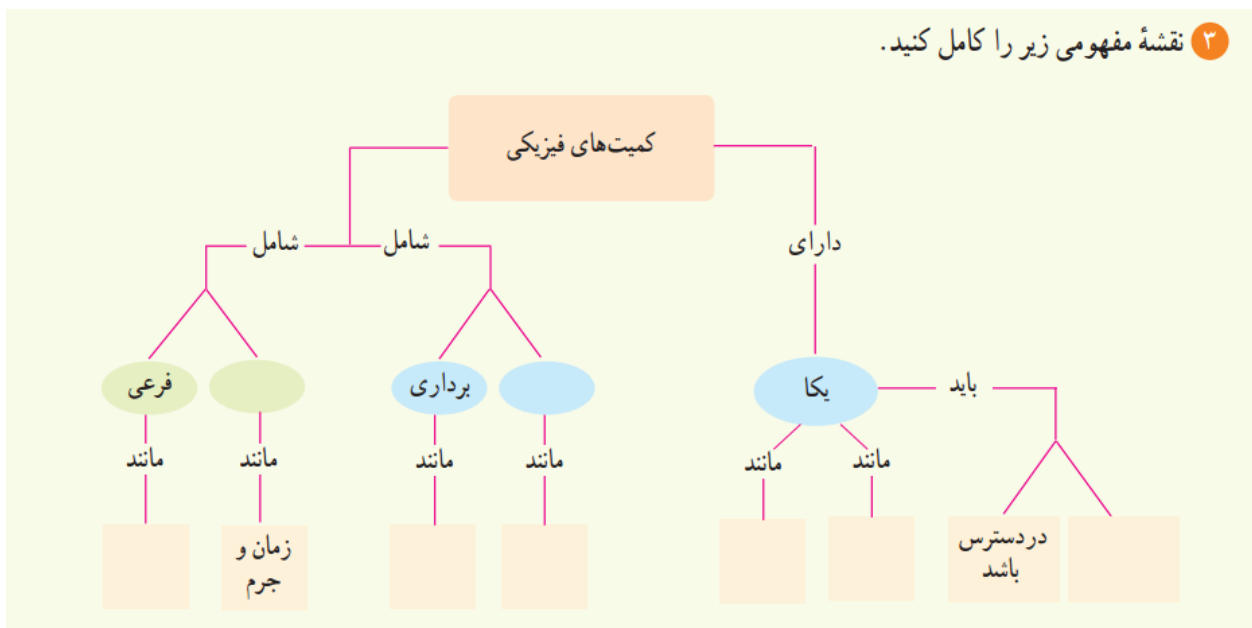 ۳ نقشهٔ مفهومی زیر را کامل کنید.
کمیت‌های فیزیکی
دارای
شامل
شامل
یکا
باید
برداری
فرعی
مانند
مانند
مانند
مانند
مانند
مانند
دردسترس
باشد
زمان و
جرم